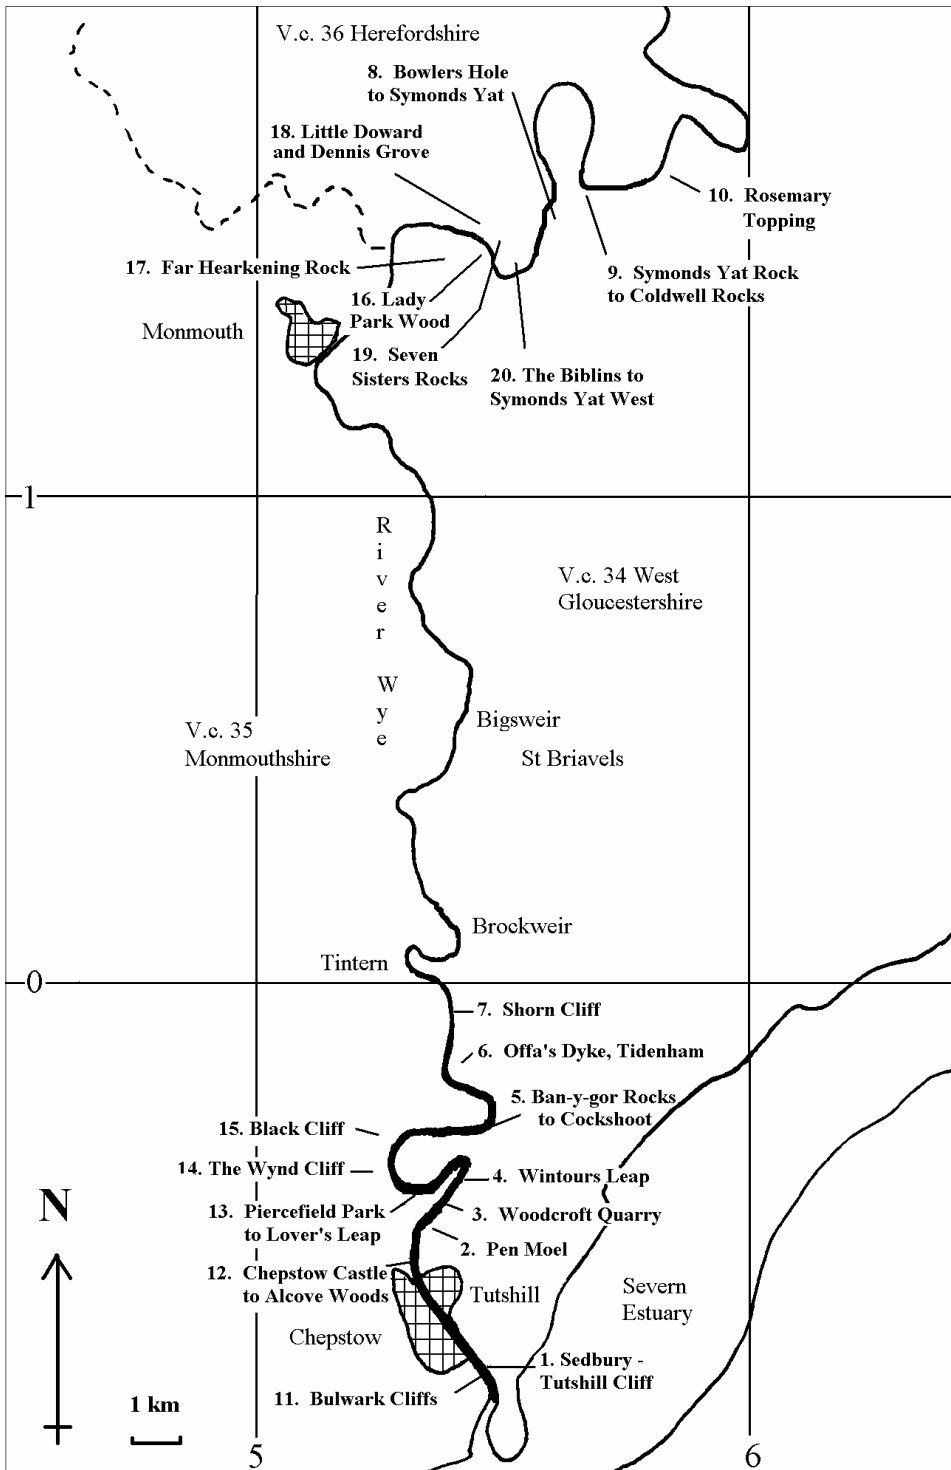 V.c. 36 Herefordshire
8. Bowlers Hole
to Symonds Yat
18. Little Doward
and Dennis Grove
10. Rosemary
Topping
17. Far Hearkening Rock
9. Symonds Yat Rock
to Coldwell Rocks
16. Lady
Park Wood
Monmouth
19. Seven
Sisters Rocks
20. The Biblins to
Symonds Yat West
1
River Wye
V.c. 34 West
Gloucestershire
V.c. 35
Monmouthshire
Bigsweir
St Briavels
Brockweir
Tintern
0
7. Shorn Cliff
6. Offa's Dyke, Tidenham
5. Ban-y-gor Rocks
to Cockshoot
15. Black Cliff
14. The Wynd Cliff
4. Wintours Leap
13. Piercefield Park
to Lover's Leap
3. Woodcroft Quarry
2. Pen Moel
N
12. Chepstow Castle
to Alcove Woods
Tutshill
Severn
Estuary
Chepstow
1. Sedbury -
Tutshill Cliff
11. Bulwark Cliffs
1 km
5
6